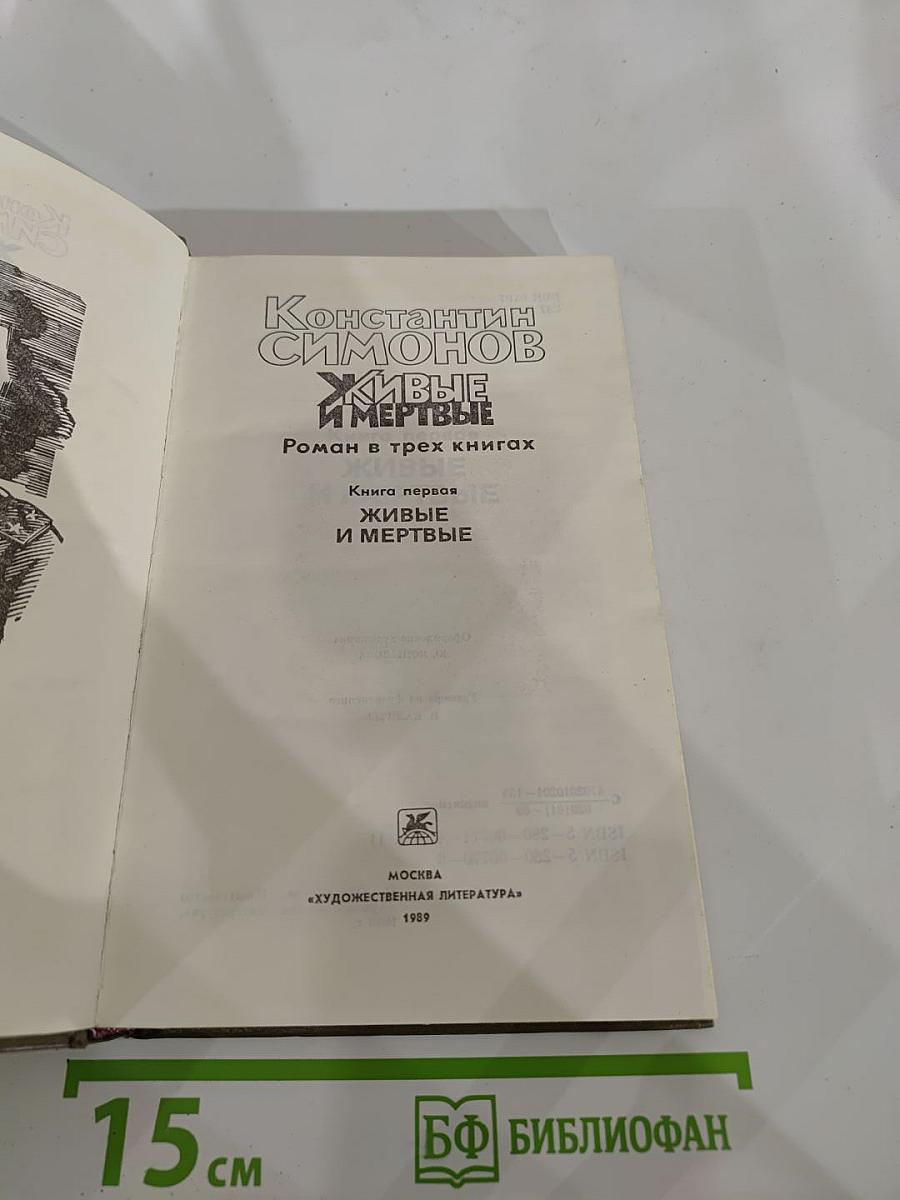 Константин
СИМОНОВ
ЖИВЫЕ
И МЕРТВЫЕ
Роман в трех книгах
Книга первая
ЖИВЫЕ
И МЕРТВЫЕ
МОСКВА
«ХУДОЖЕСТВЕННАЯ ЛИТЕРАТУРА»
1989
15 см
БФ БИБЛИОФАН